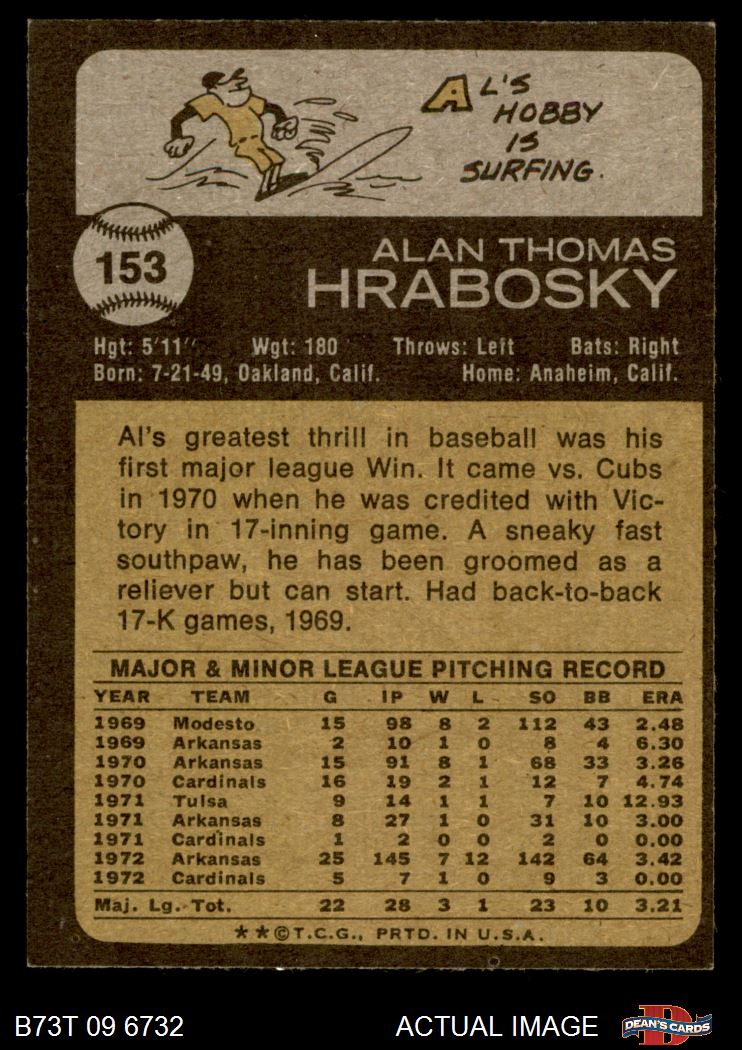 AL'S
HOBBY
IS
SURFING.
153
ALAN THOMAS
HRABOSKY
Hgt: 5'11" Wgt: 180 Throws: Left Bats: Right
Born: 7-21-49, Oakland, Calif. Home: Anaheim, Calif.
Al's greatest thrill in baseball was his
first major league Win. It came vs. Cubs
in 1970 when he was credited with Vic-
tory in 17-inning game. A sneaky fast
southpaw, he has been groomed as a
reliever but can start. Had back-to-back
17-K games, 1969.
MAJOR & MINOR LEAGUE PITCHING RECORD
YEAR TEAM G IP W L SO BB ERA
1969 Modesto 15 98 8 2 112 43 2.48
1969 Arkansas 2 10 1 0 8 4 6.30
1970 Arkansas 15 91 8 1 68 33 3.26
1970 Cardinals 16 19 2 1 12 7 4.74
1971 Tulsa 9 14 1 1 7 10 12.93
1971 Arkansas 8 27 1 0 31 10 3.00
1971 Cardinals 1 2 0 0 2 0 0.00
1972 Arkansas 25 145 7 12 142 64 3.42
1972 Cardinals 5 7 1 0 9 3 0.00
Maj. Lg. Tot. 22 28 3 1 23 10 3.21
**©T.C.G., PRTD. IN U.S.A.
B73T 09 6732 ACTUAL IMAGE D DEAN'S CARDS